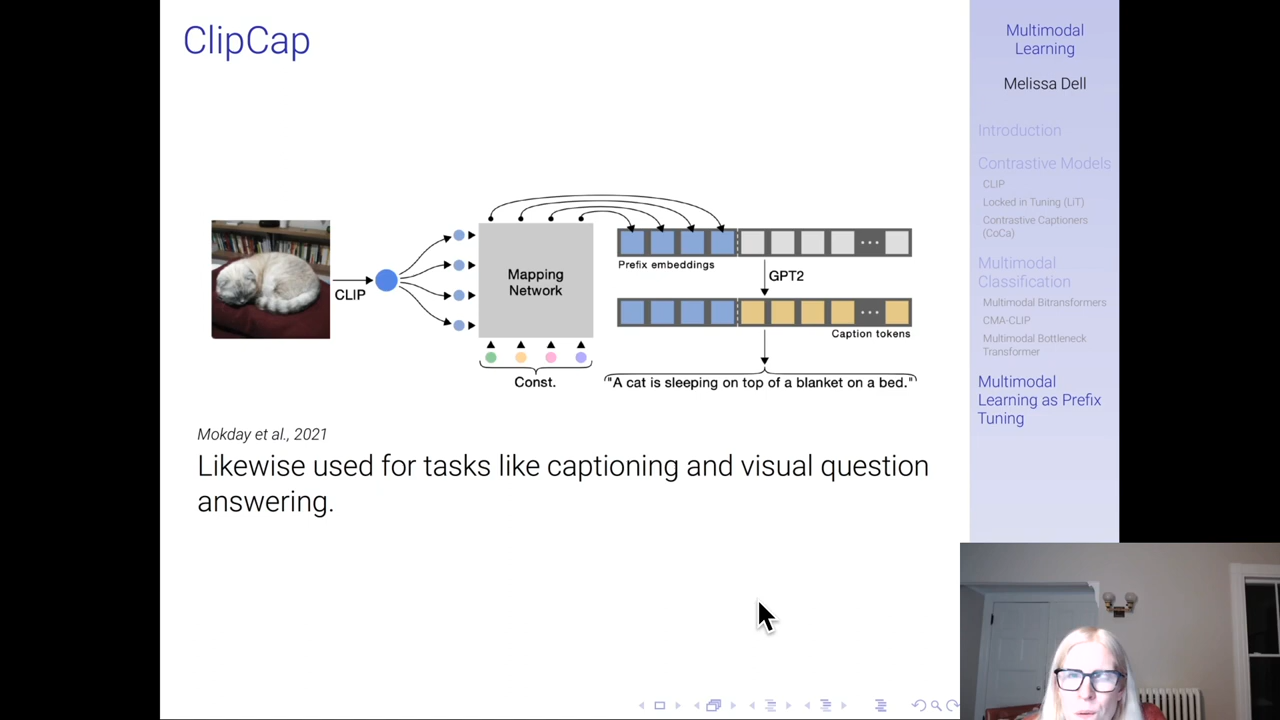 ClipCap
CLIP
Mapping
Network
Const.
Prefix embeddings
GPT2
Caption tokens
"A cat is sleeping on top of a blanket on a bed."
Mokday et al., 2021
Likewise used for tasks like captioning and visual question
answering.
Multimodal
Learning
Melissa Dell
Introduction
Contrastive Models
CLIP
Locked in Tuning (LiT)
Contrastive Captioners
(CoCa)
Multimodal
Classification
Multimodal Bitransformers
CMA-CLIP
Multimodal Bottleneck
Transformer
Multimodal
Learning as Prefix
Tuning